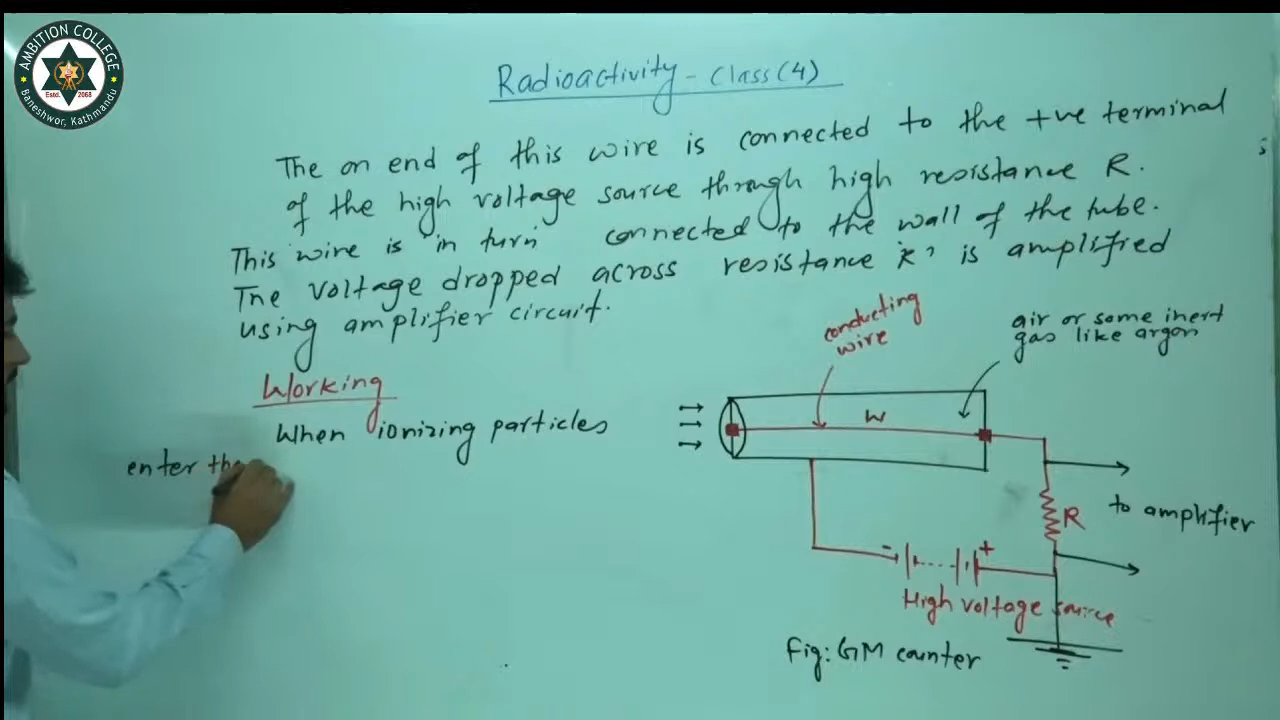 AMBITION COLLEGE
Estd. 2068
Baneshwor, Kathmandu
Radioactivity - Class(4)
The on end of this wire is connected to the +ve terminal
of the high voltage source through high resistance R.
This wire is in turn connected to the wall of the tube.
The voltage dropped across resistance 'R' is amplified
using amplifier circuit.
Working
When ionizing particles
enter the
conducting
wire
air or some inert
gas like argon
W
R
to amplifier
- +
High voltage source
Fig: GM counter